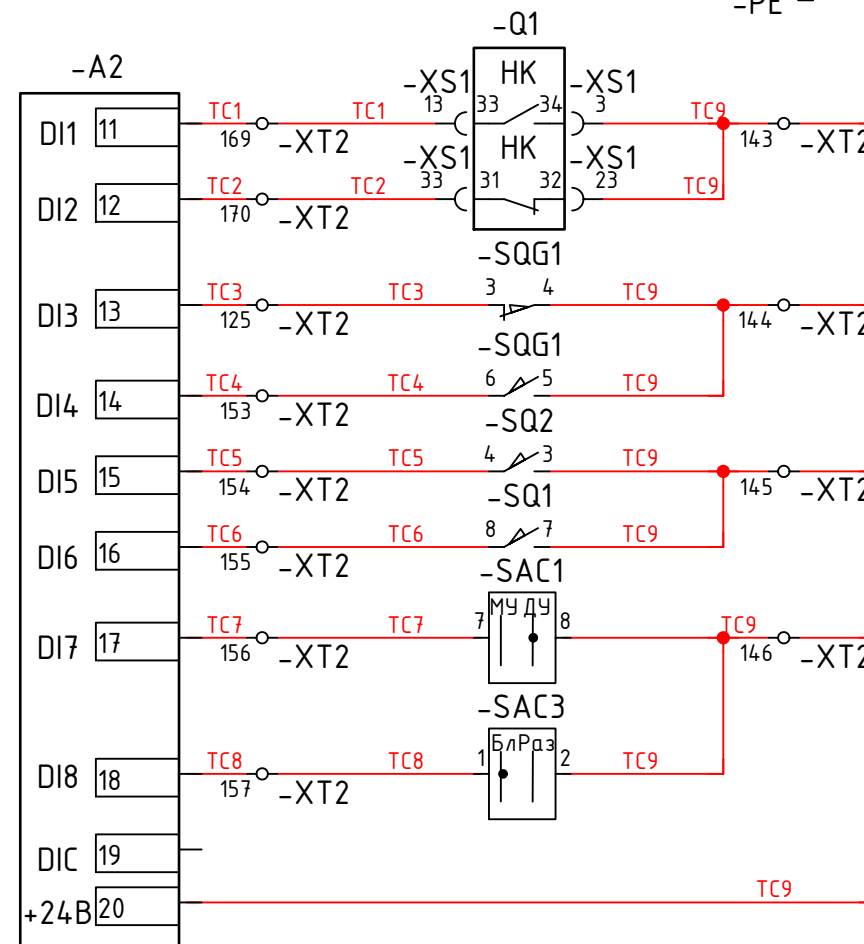 -PE
-Q1
-A2
-XS1 НК -XS1
DI1 11 TC1 TC1 13 33 34 3 TC9
169 -XT2 143 -XT2
-XS1 НК -XS1
DI2 12 TC2 TC2 33 31 32 23 TC9
170 -XT2
-SQG1
DI3 13 TC3 TC3 3 4 TC9
125 -XT2 144 -XT2
-SQG1
DI4 14 TC4 TC4 6 5 TC9
153 -XT2
-SQ2
DI5 15 TC5 TC5 4 3 TC9
154 -XT2 145 -XT2
-SQ1
DI6 16 TC6 TC6 8 7 TC9
155 -XT2
-SAC1
МУ ДУ
DI7 17 TC7 TC7 7 8 TC9
156 -XT2 146 -XT2
-SAC3
БлРаз
DI8 18 TC8 TC8 1 2 TC9
157 -XT2
DIC 19
+24В 20 TC9